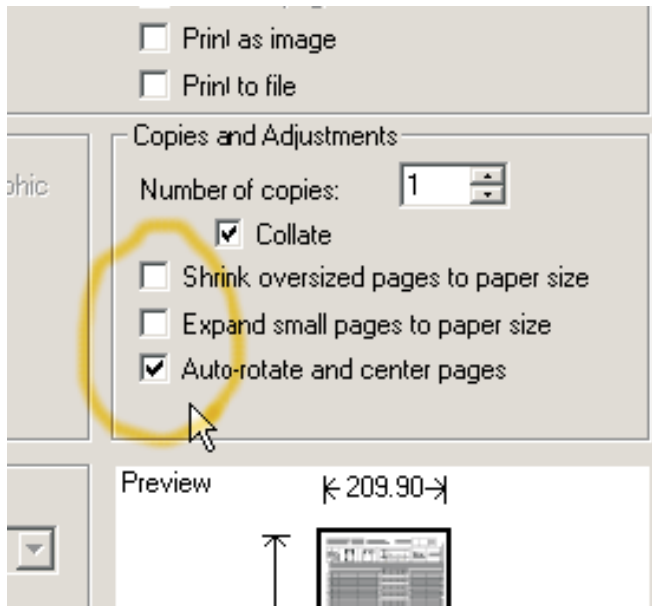 Print as image
Print to file
Copies and Adjustments
Number of copies: 1
Collate
Shrink oversized pages to paper size
Expand small pages to paper size
Auto-rotate and center pages
Preview
209.90